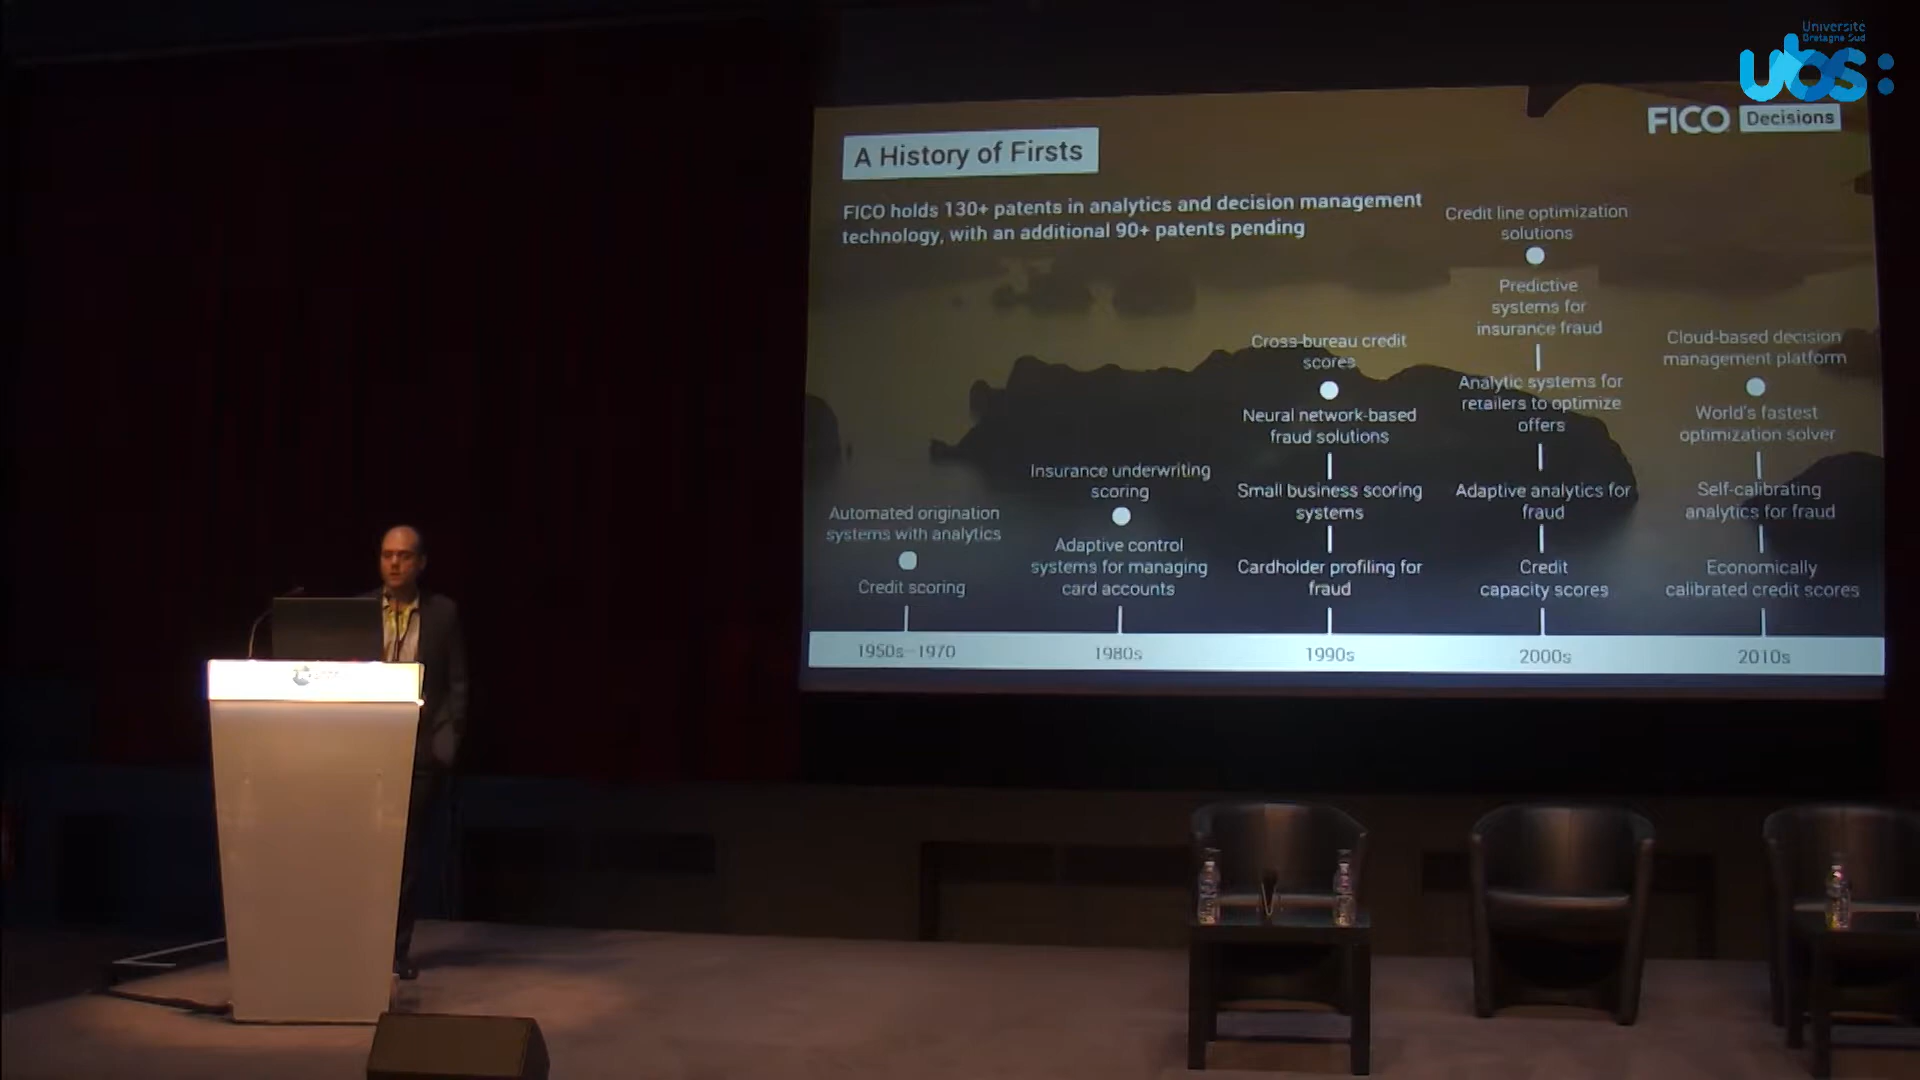 Université
Bretagne Sud
ubs:
FICO Decisions
A History of Firsts
FICO holds 130+ patents in analytics and decision management
technology, with an additional 90+ patents pending
Automated origination
systems with analytics
Credit scoring
1950s–1970
Insurance underwriting
scoring
Adaptive control
systems for managing
card accounts
1980s
Cross-bureau credit
scores
Neural network-based
fraud solutions
Small business scoring
systems
Cardholder profiling for
fraud
1990s
Credit line optimization
solutions
Predictive
systems for
insurance fraud
Analytic systems for
retailers to optimize
offers
Adaptive analytics for
fraud
Credit
capacity scores
2000s
Cloud-based decision
management platform
World's fastest
optimization solver
Self-calibrating
analytics for fraud
Economically
calibrated credit scores
2010s